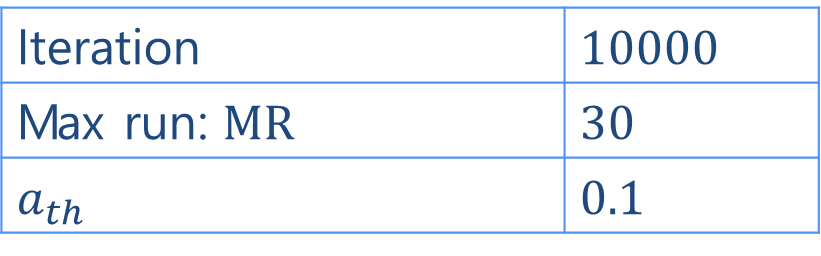 Iteration 10000
Max run: MR 30
a_th 0.1